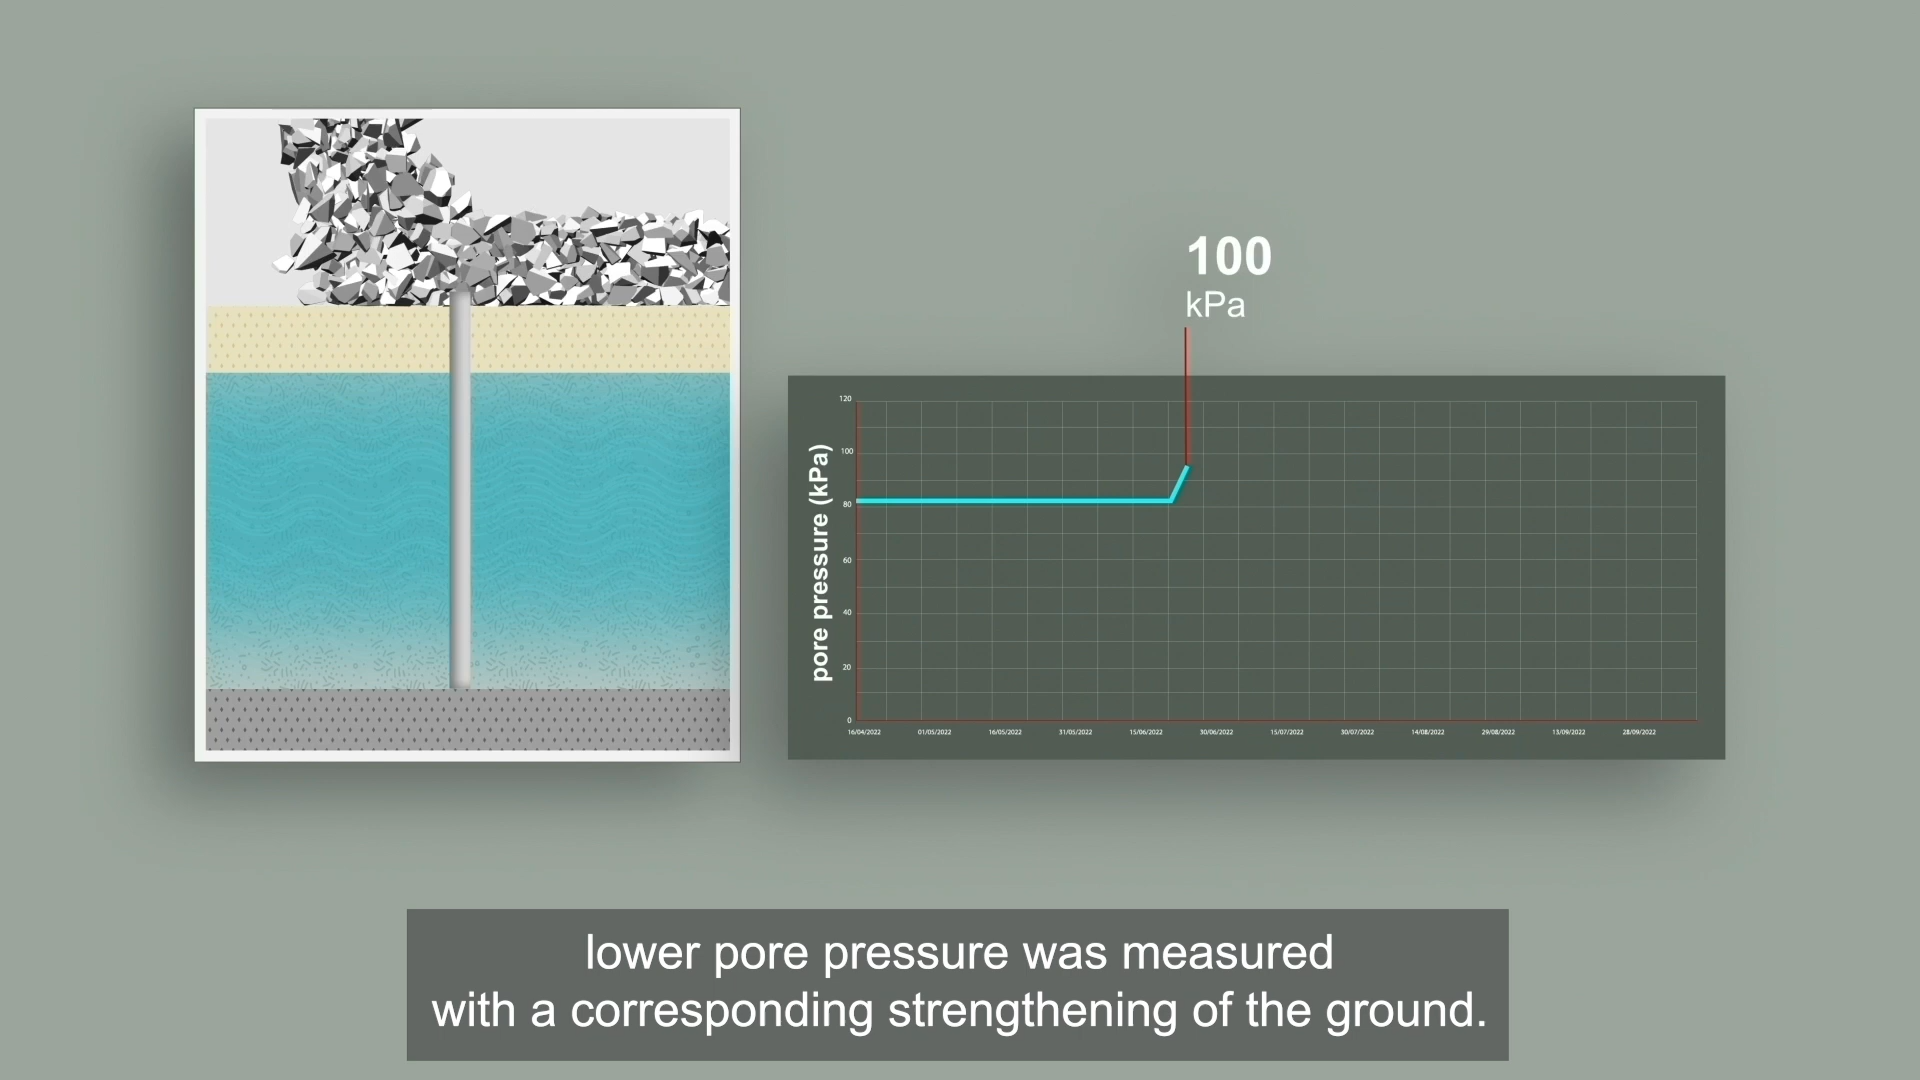 100
kPa
pore pressure (kPa)
120
100
80
60
40
20
0
16/04/2022 01/05/2022 16/05/2022 31/05/2022 15/06/2022 30/06/2022 15/07/2022 30/07/2022 14/08/2022 29/08/2022 13/09/2022 28/09/2022
lower pore pressure was measured
with a corresponding strengthening of the ground.